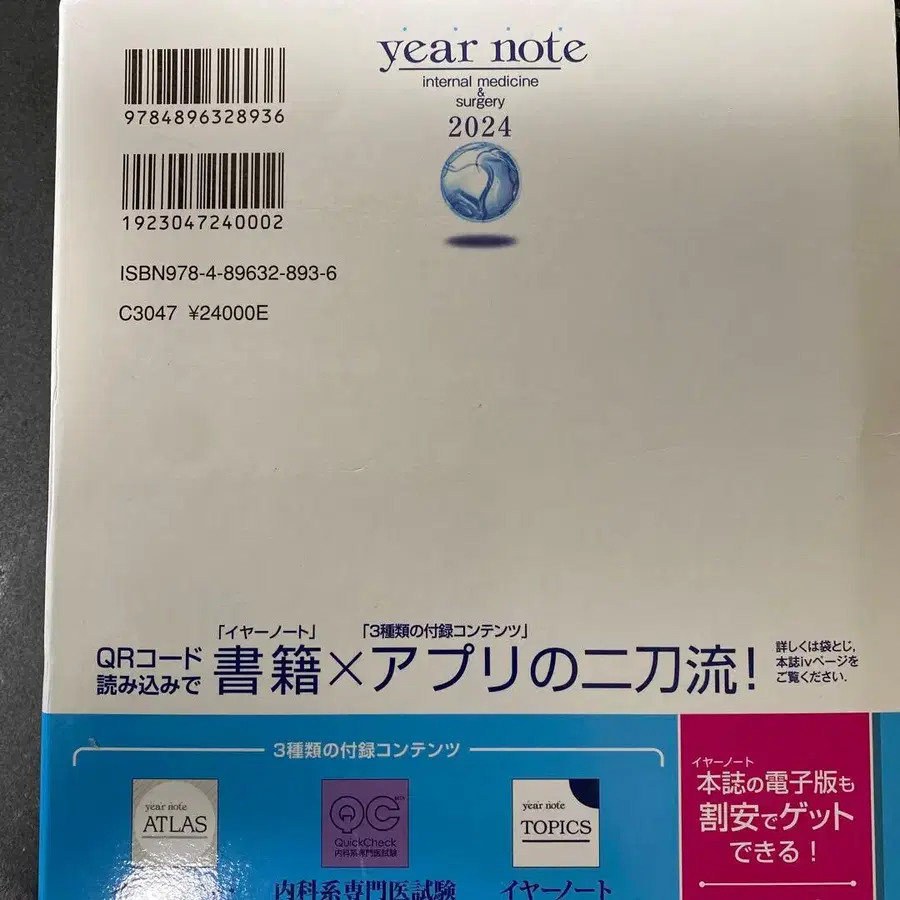 year note
internal medicine
&
surgery
2024
9784896328936
1923047240002
ISBN978-4-89632-893-6
C3047 ¥24000E
「イヤーノート」
「3種類の付録コンテンツ」
QRコード
読み込みで
書籍×アプリの二刀流!
詳しくは袋とじ,
本誌ivページを
ご覧ください.
3種類の付録コンテンツ
year note
ATLAS
QC
QuickCheck
内科系専門医試験
year note
TOPICS
内科系専門医試験
イヤーノート
イヤーノート
本誌の電子版も
割安でゲット
できる!